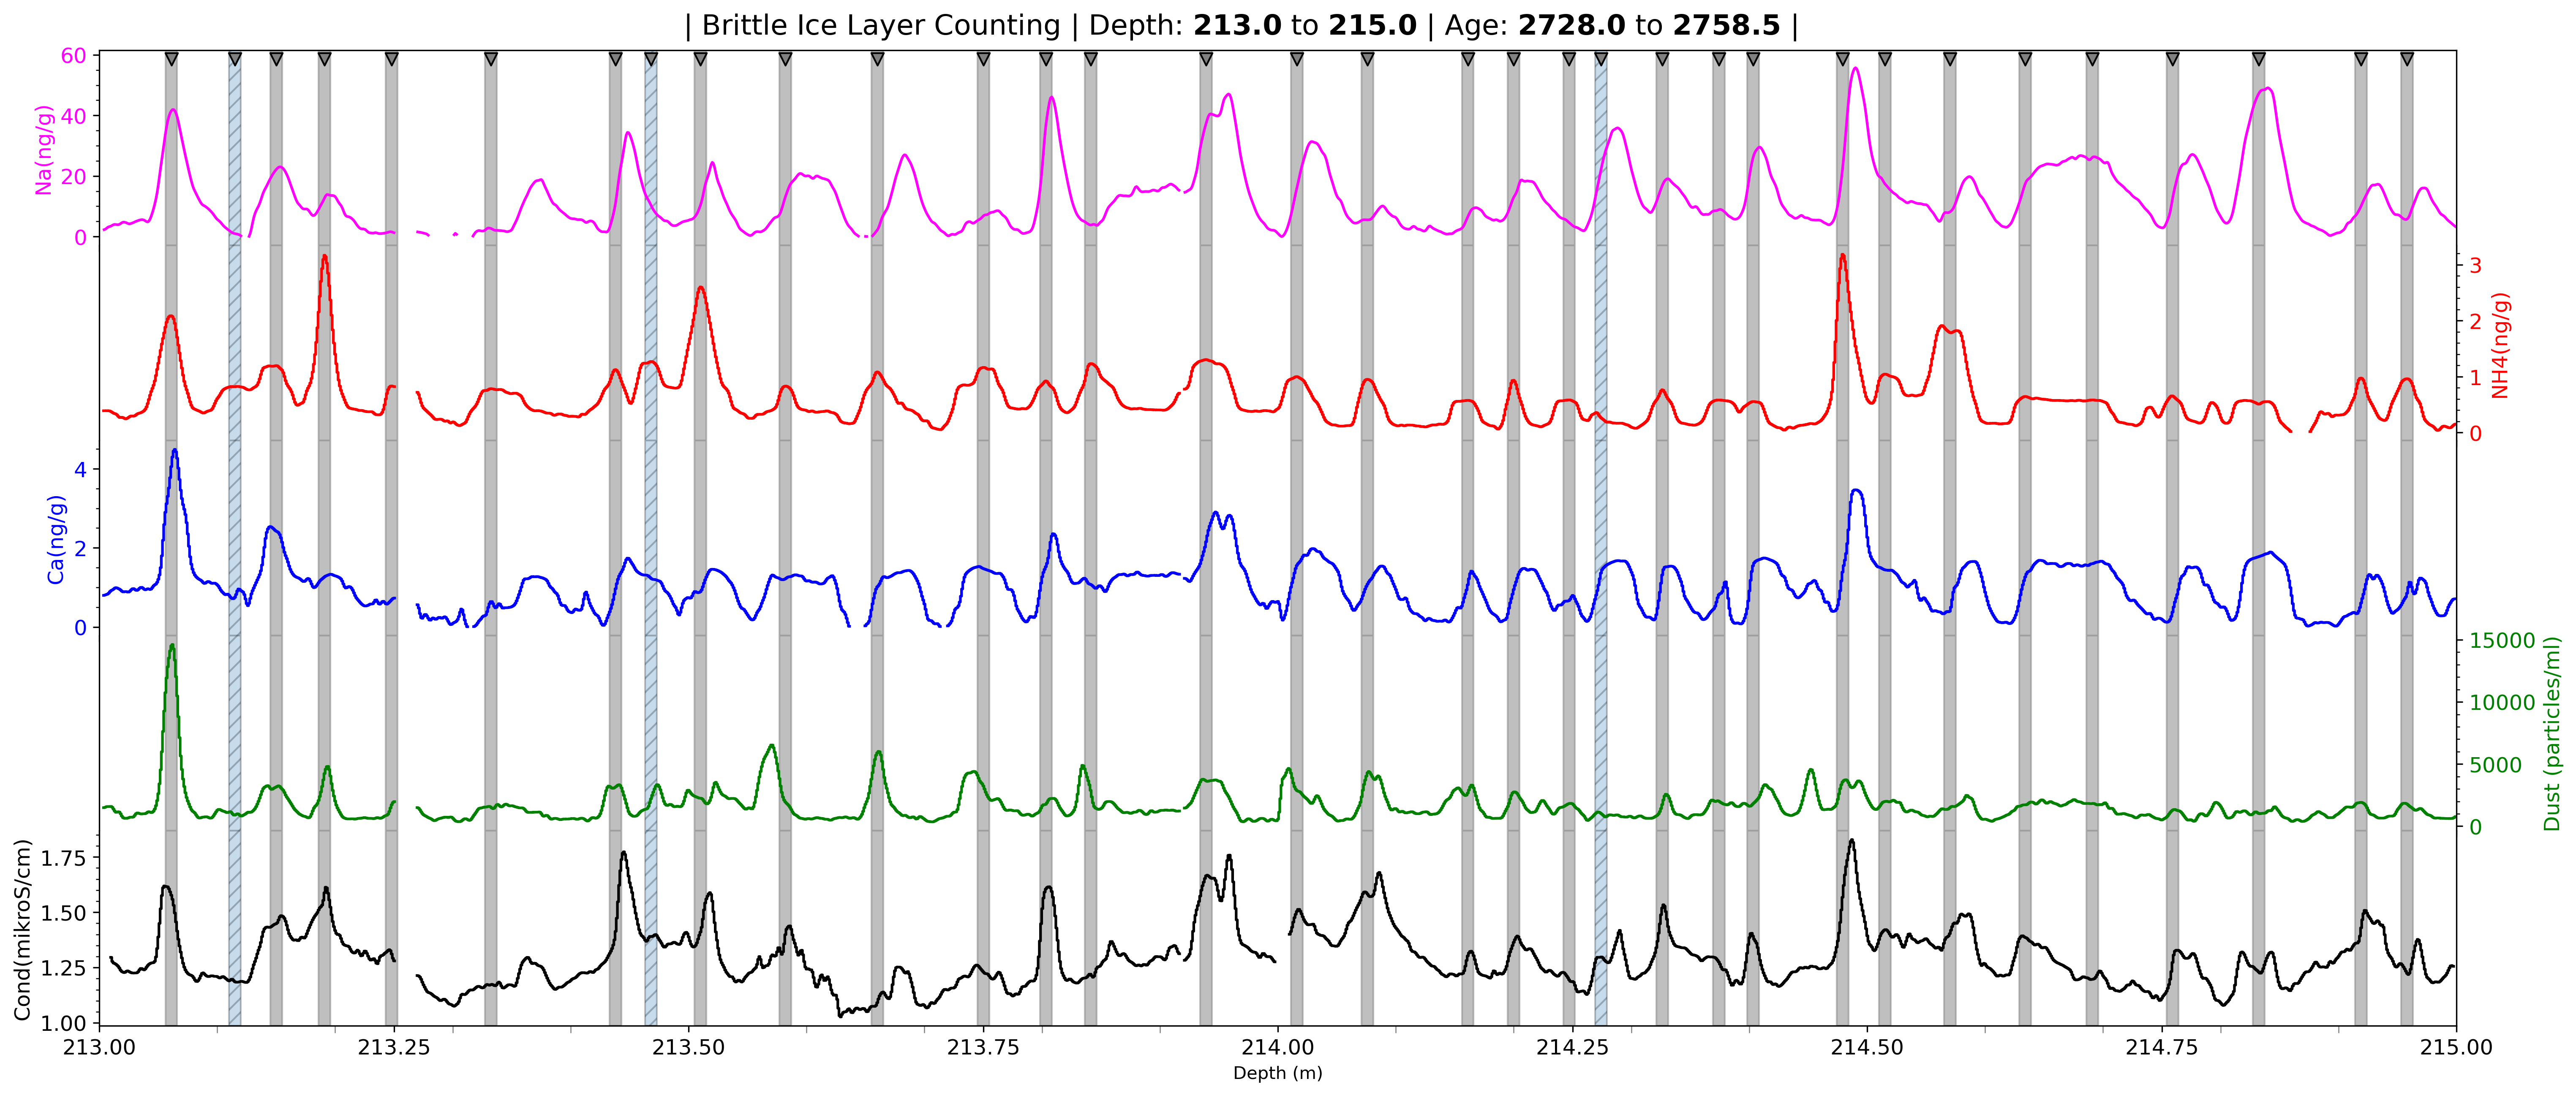 | Brittle Ice Layer Counting | Depth: 213.0 to 215.0 | Age: 2728.0 to 2758.5 |
60
40
20
0
Na(ng/g)
3
2
1
0
NH4(ng/g)
4
2
0
Ca(ng/g)
15000
10000
5000
0
Dust (particles/ml)
1.75
1.50
1.25
1.00
Cond(mikroS/cm)
213.00 213.25 213.50 213.75 214.00 214.25 214.50 214.75 215.00
Depth (m)